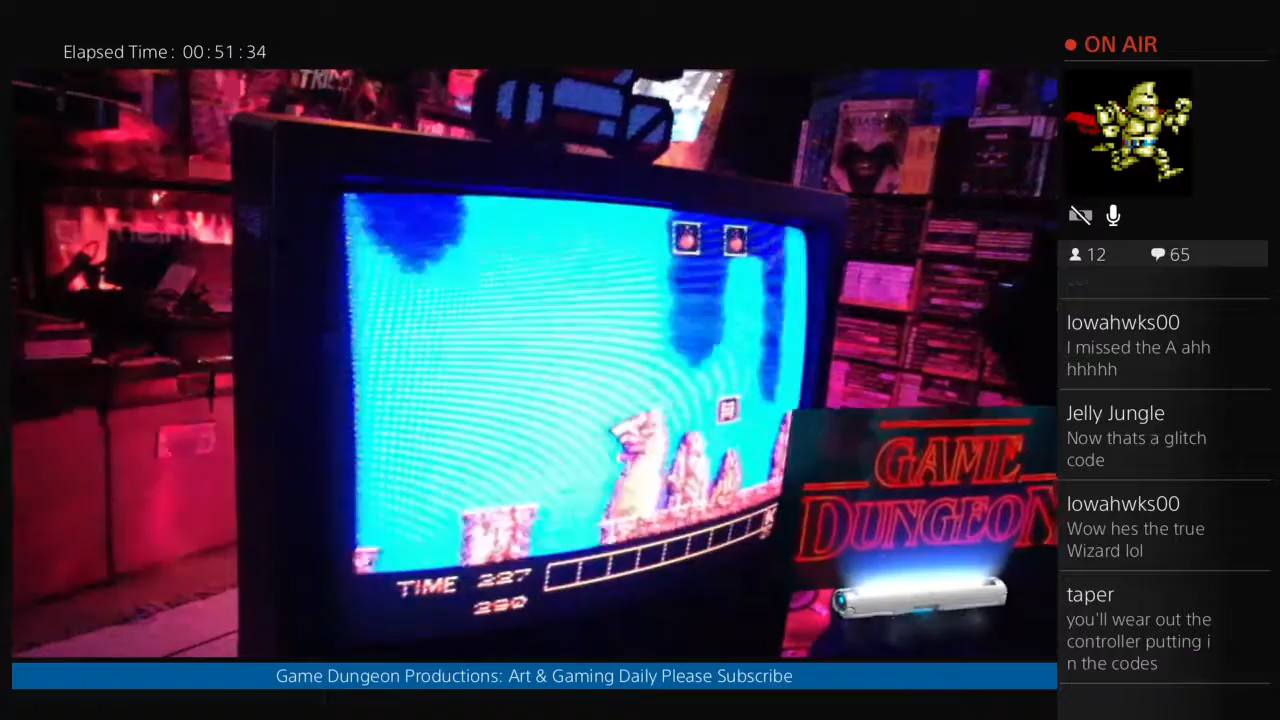 Elapsed Time: 00:51:34
ON AIR
12
65
lowahwks00
I missed the A ahh
hhhhh
Jelly Jungle
Now thats a glitch
code
lowahwks00
Wow hes the true
Wizard lol
taper
you'll wear out the
controller putting i
n the codes
GAME
DUNGEON
TIME 227
290
Game Dungeon Productions: Art & Gaming Daily Please Subscribe